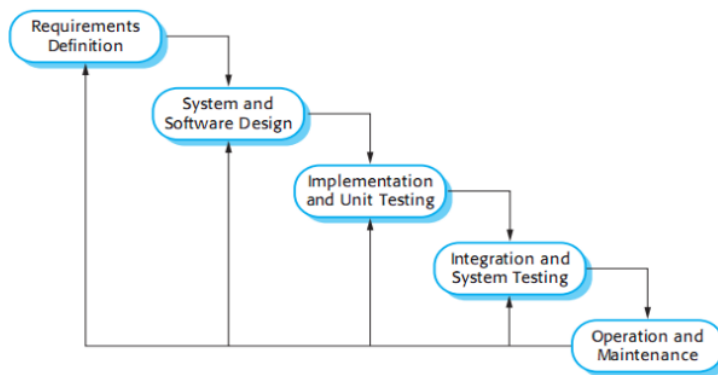 Requirements
Definition
System and
Software Design
Implementation
and Unit Testing
Integration and
System Testing
Operation and
Maintenance